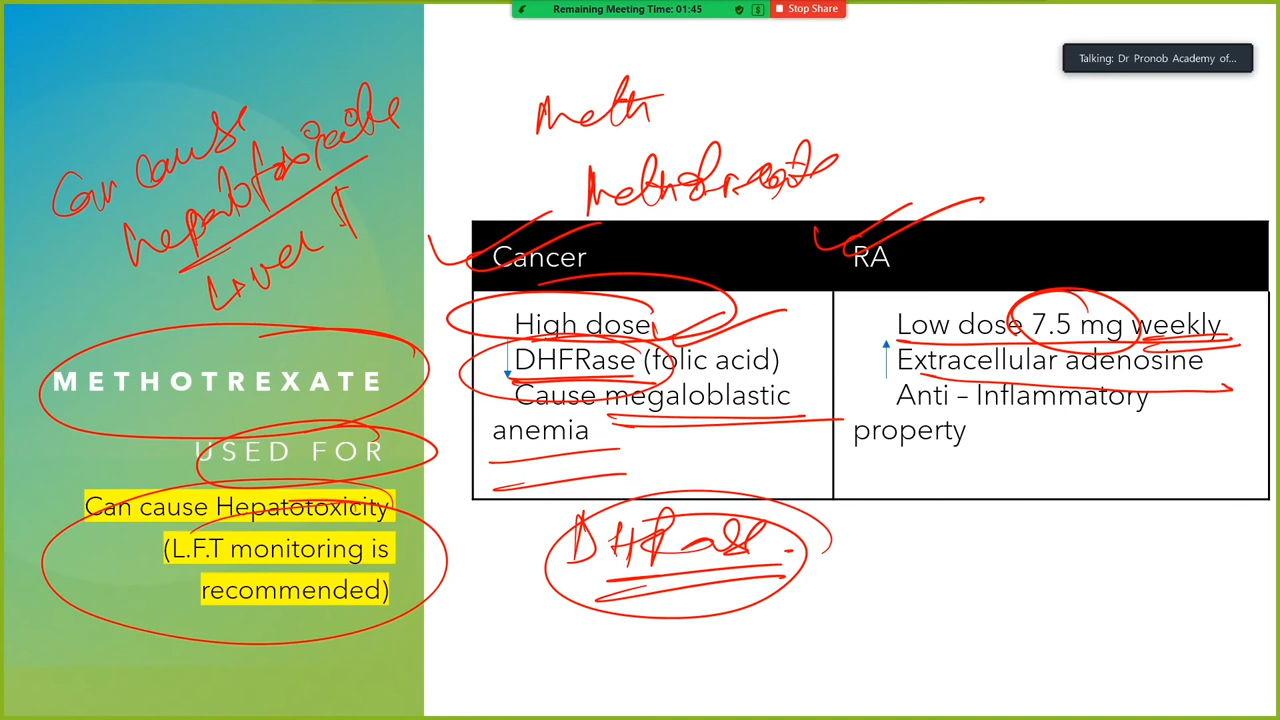 Remaining Meeting Time: 01:45
Stop Share
Talking: Dr Pronob Academy of...
Can cause
hepatotoxicity
Liver
METHOTREXATE
USED FOR
Can cause Hepatotoxicity
(L.F.T monitoring is
recommended)
Meth
Methotrexate
Cancer
High dose
DHFRase (folic acid)
Cause megaloblastic
anemia
RA
Low dose 7.5 mg weekly
Extracellular adenosine
Anti – Inflammatory
property